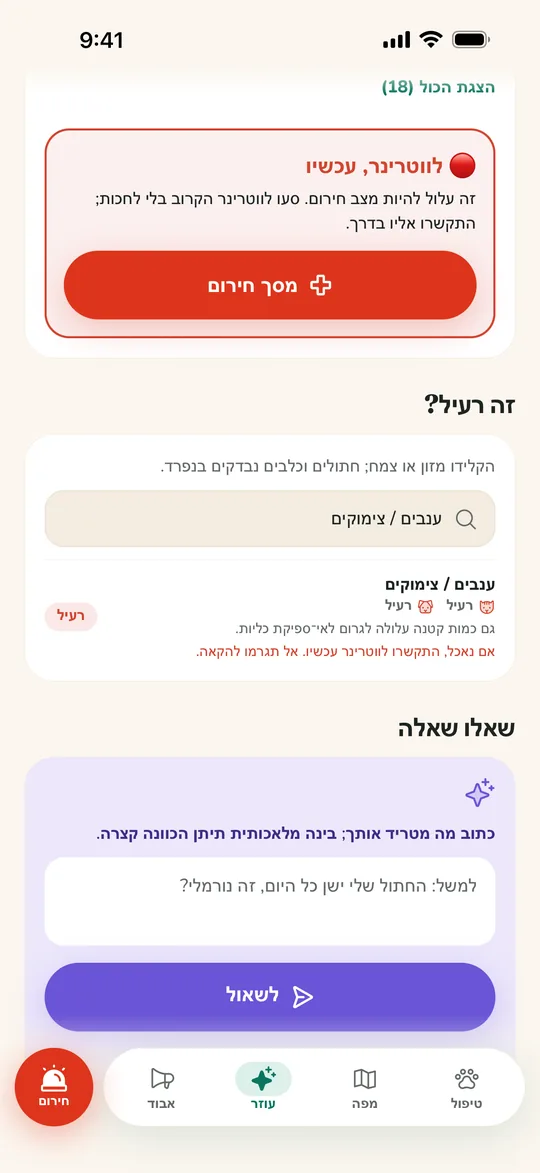 9:41
הצגת הכול (18)
לווטרינר, עכשיו
זה עלול להיות מצב חירום. סעו לווטרינר הקרוב בלי לחכות;
התקשרו אליו בדרך.
מסך חירום
זה רעיל?
הקלידו מזון או צמח; חתולים וכלבים נבדקים בנפרד.
ענבים / צימוקים
ענבים / צימוקים
רעיל רעיל
רעיל
גם כמות קטנה עלולה לגרום לאי־ספיקת כליות.
אם נאכל, התקשרו לווטרינר עכשיו. אל תגרמו להקאה.
שאלו שאלה
כתוב מה מטריד אותך; בינה מלאכותית תיתן הכוונה קצרה.
למשל: החתול שלי ישן כל היום, זה נורמלי?
לשאול
טיפול
מפה
עוזר
אבוד
חירום